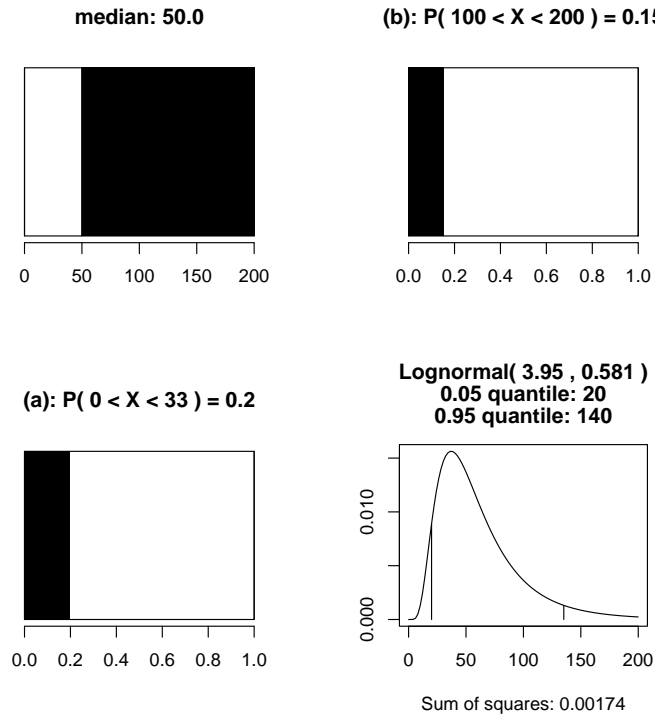 median: 50.0
0 50 100 150 200
(b): P( 100 < X < 200 ) = 0.15
0.0 0.2 0.4 0.6 0.8 1.0
(a): P( 0 < X < 33 ) = 0.2
0.0 0.2 0.4 0.6 0.8 1.0
Lognormal( 3.95 , 0.581 )
0.05 quantile: 20
0.95 quantile: 140
0.010
0.000
0 50 100 150 200
Sum of squares: 0.00174